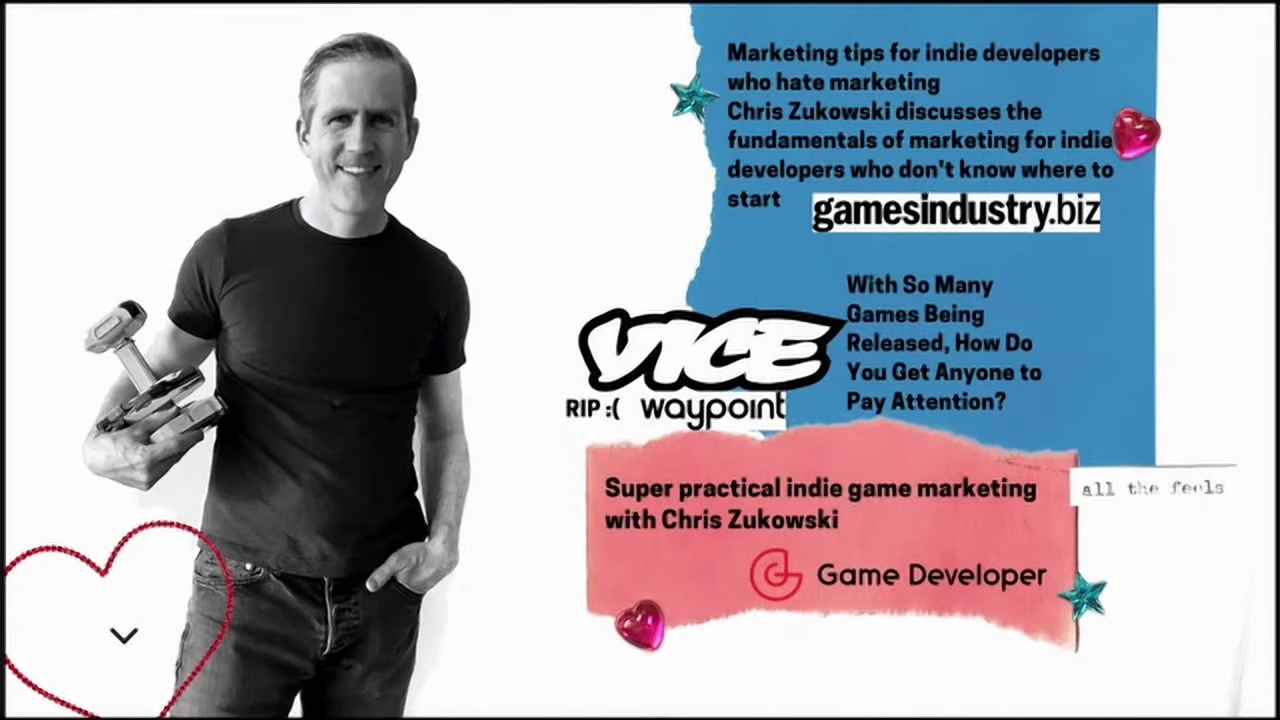 Marketing tips for indie developers
who hate marketing
Chris Zukowski discusses the
fundamentals of marketing for indie
developers who don't know where to
start
gamesindustry.biz
With So Many
Games Being
Released, How Do
You Get Anyone to
Pay Attention?
VICE
RIP :( waypoint
Super practical indie game marketing
with Chris Zukowski
all the feels
Game Developer